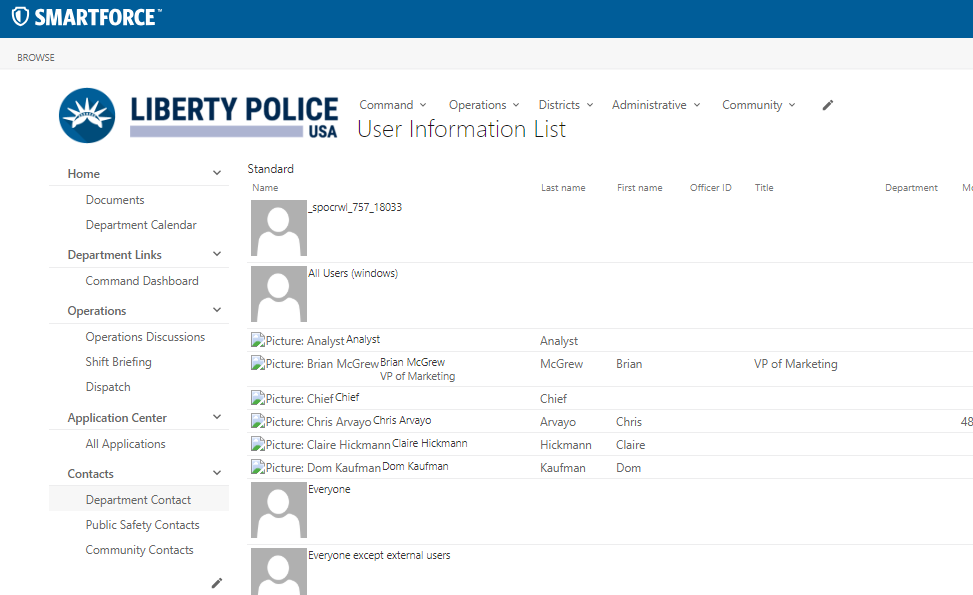 SMARTFORCE™
BROWSE
LIBERTY POLICE
USA
Command Operations Districts Administrative Community
User Information List
Home
Documents
Department Calendar
Department Links
Command Dashboard
Operations
Operations Discussions
Shift Briefing
Dispatch
Application Center
All Applications
Contacts
Department Contact
Public Safety Contacts
Community Contacts
Standard
Name Last name First name Officer ID Title Department Mo
_spocrwl_757_18033
All Users (windows)
Picture: Analyst Analyst Analyst
Picture: Brian McGrew Brian McGrew McGrew Brian VP of Marketing
VP of Marketing
Picture: Chief Chief Chief
Picture: Chris Arvayo Chris Arvayo Arvayo Chris 48
Picture: Claire Hickmann Claire Hickmann Hickmann Claire
Picture: Dom Kaufman Dom Kaufman Kaufman Dom
Everyone
Everyone except external users